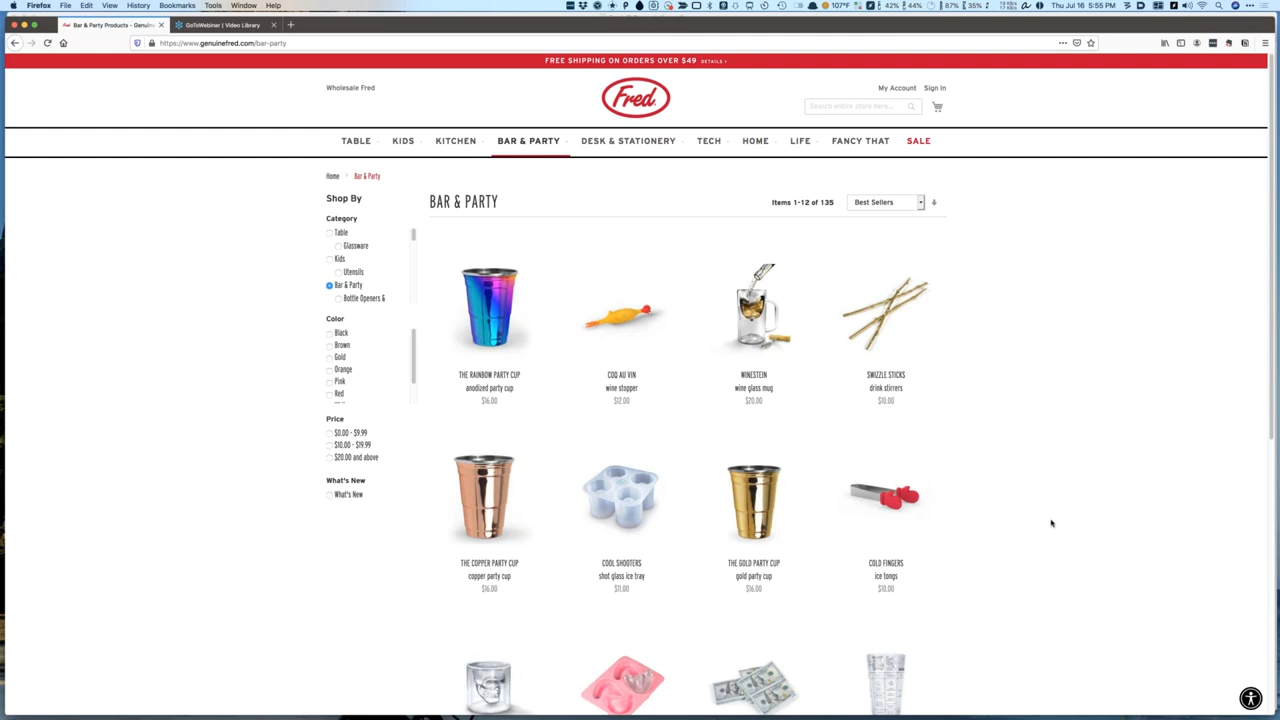 Firefox File Edit View History Bookmarks Tools Window Help
107°F 42% 44% 87% 35% Thu Jul 16 5:55 PM
Bar & Party Products - Genuine
GoToWebinar | Video Library
https://www.genuinefred.com/bar-party
FREE SHIPPING ON ORDERS OVER $49 DETAILS >
Wholesale Fred
Fred.
My Account Sign In
Search entire store here...
TABLE KIDS KITCHEN BAR & PARTY DESK & STATIONERY TECH HOME LIFE FANCY THAT SALE
Home Bar & Party
Shop By
Category
Table
Glassware
Kids
Utensils
Bar & Party
Bottle Openers &
Color
Black
Brown
Gold
Orange
Pink
Red
Price
$0.00 - $9.99
$10.00 - $19.99
$20.00 and above
What's New
What's New
BAR & PARTY
Items 1-12 of 135
Best Sellers
THE RAINBOW PARTY CUP
anodized party cup
$16.00
COQ AU VIN
wine stopper
$12.00
WINESTEIN
wine glass mug
$20.00
SWIZZLE STICKS
drink stirrers
$10.00
THE COPPER PARTY CUP
copper party cup
$16.00
COOL SHOOTERS
shot glass ice tray
$11.00
THE GOLD PARTY CUP
gold party cup
$16.00
COLD FINGERS
ice tongs
$10.00